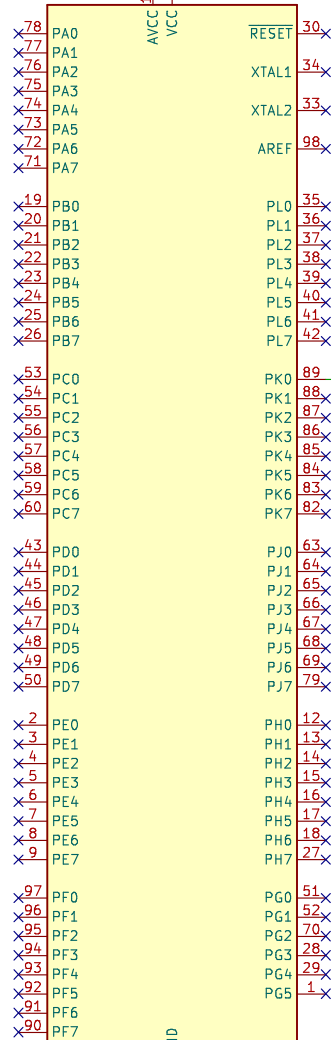 AVCC VCC
78 PA0 RESET 30
77 PA1
76 PA2 XTAL1 34
75 PA3
74 PA4 XTAL2 33
73 PA5
72 PA6 AREF 98
71 PA7
19 PB0 PL0 35
20 PB1 PL1 36
21 PB2 PL2 37
22 PB3 PL3 38
23 PB4 PL4 39
24 PB5 PL5 40
25 PB6 PL6 41
26 PB7 PL7 42
53 PC0 PK0 89
54 PC1 PK1 88
55 PC2 PK2 87
56 PC3 PK3 86
57 PC4 PK4 85
58 PC5 PK5 84
59 PC6 PK6 83
60 PC7 PK7 82
43 PD0 PJ0 63
44 PD1 PJ1 64
45 PD2 PJ2 65
46 PD3 PJ3 66
47 PD4 PJ4 67
48 PD5 PJ5 68
49 PD6 PJ6 69
50 PD7 PJ7 79
2 PE0 PH0 12
3 PE1 PH1 13
4 PE2 PH2 14
5 PE3 PH3 15
6 PE4 PH4 16
7 PE5 PH5 17
8 PE6 PH6 18
9 PE7 PH7 27
97 PF0 PG0 51
96 PF1 PG1 52
95 PF2 PG2 70
94 PF3 PG3 28
93 PF4 PG4 29
92 PF5 PG5 1
91 PF6
90 PF7